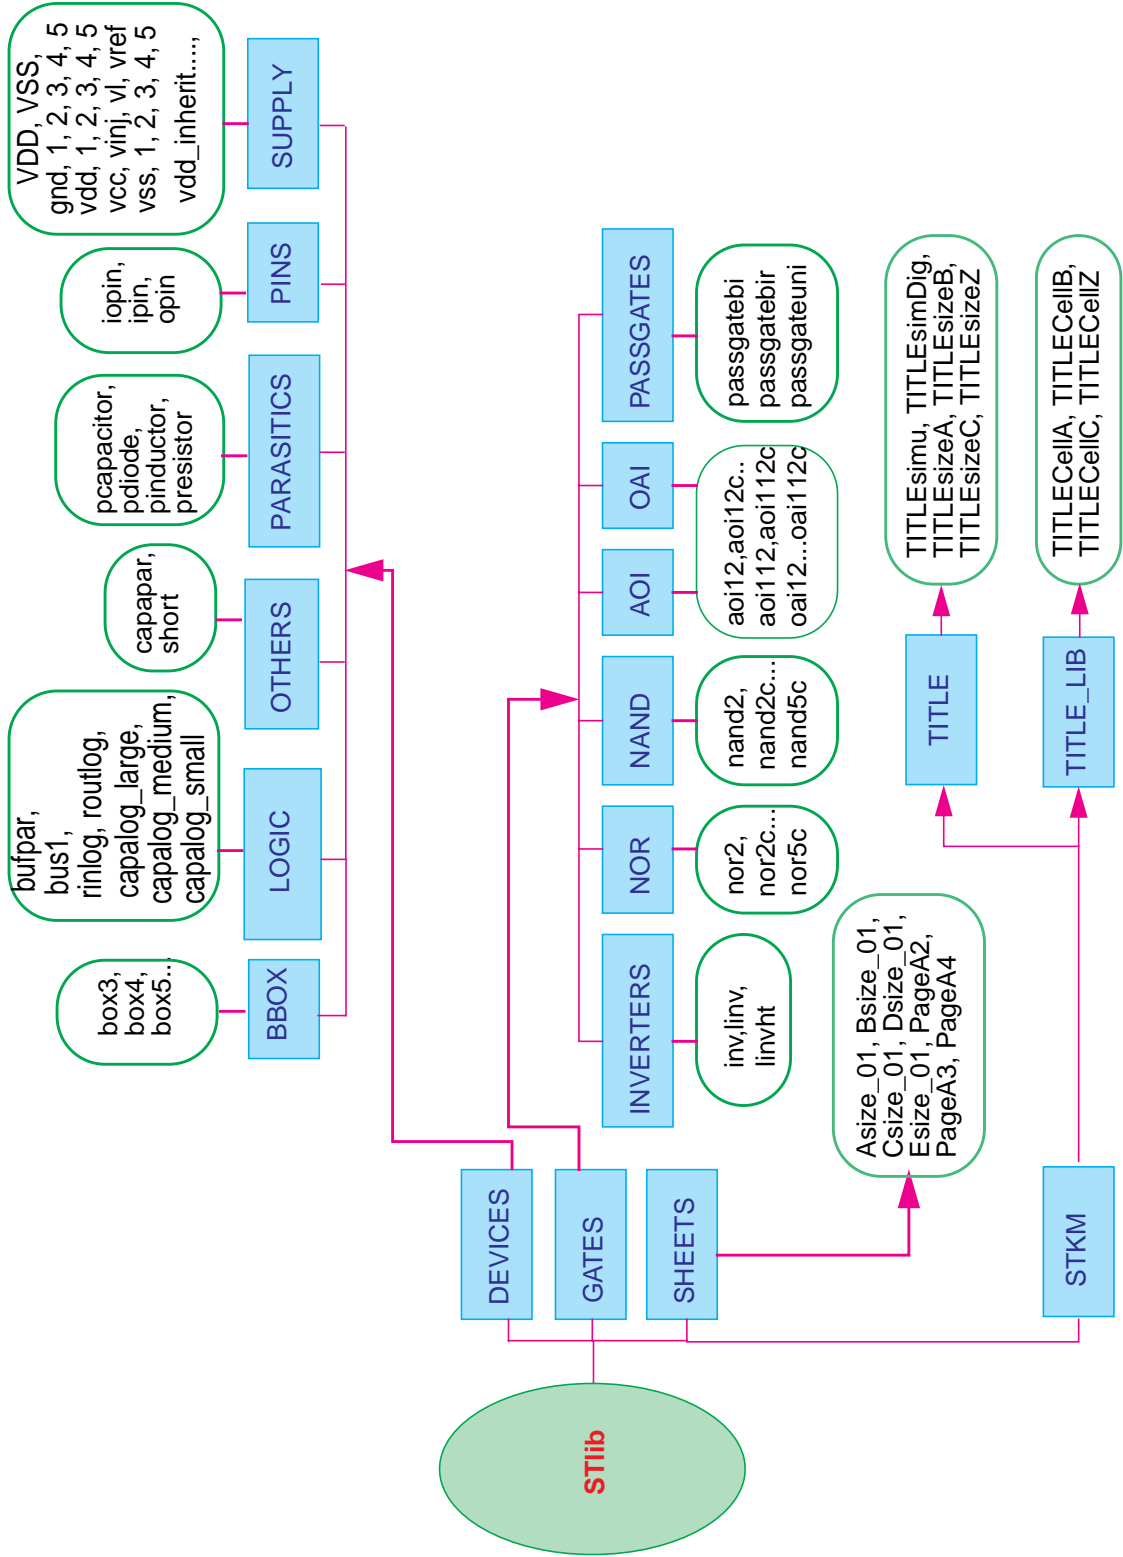 STlib
DEVICES
GATES
SHEETS
STKM
BBOX
box3,
box4,
box5...
LOGIC
bufpar,
bus1,
rinlog, routlog,
capalog_large,
capalog_medium,
capalog_small
OTHERS
capapar,
short
PARASITICS
pcapacitor,
pdiode,
pinductor,
presistor
PINS
iopin,
ipin,
opin
SUPPLY
VDD, VSS,
gnd, 1, 2, 3, 4, 5
vdd, 1, 2, 3, 4, 5
vcc, vinj, vl, vref
vss, 1, 2, 3, 4, 5
vdd_inherit....,
INVERTERS
inv,linv,
linvht
NOR
nor2,
nor2c...
nor5c
NAND
nand2,
nand2c...
nand5c
AOI
OAI
aoi12,aoi12c..
aoi112,aoi112c
oai12...oai112c
PASSGATES
passgatebi
passgatebir
passgateuni
Asize_01, Bsize_01,
Csize_01, Dsize_01,
Esize_01, PageA2,
PageA3, PageA4
TITLE
TITLEsimu, TITLEsimDig,
TITLEsizeA, TITLEsizeB,
TITLEsizeC, TITLEsizeZ
TITLE_LIB
TITLECellA, TITLECellB,
TITLECellC, TITLECellZ